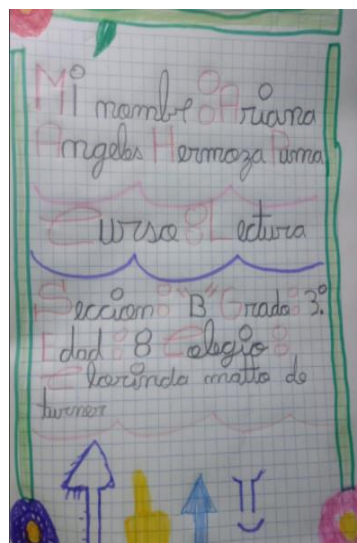 Mi nombre : Ariana
Angeles Hermoza Puma
Curso : Lectura
Seccion : "B" Grado : 3°
Edad : 8 Colegio :
Clorinda matto de
turner